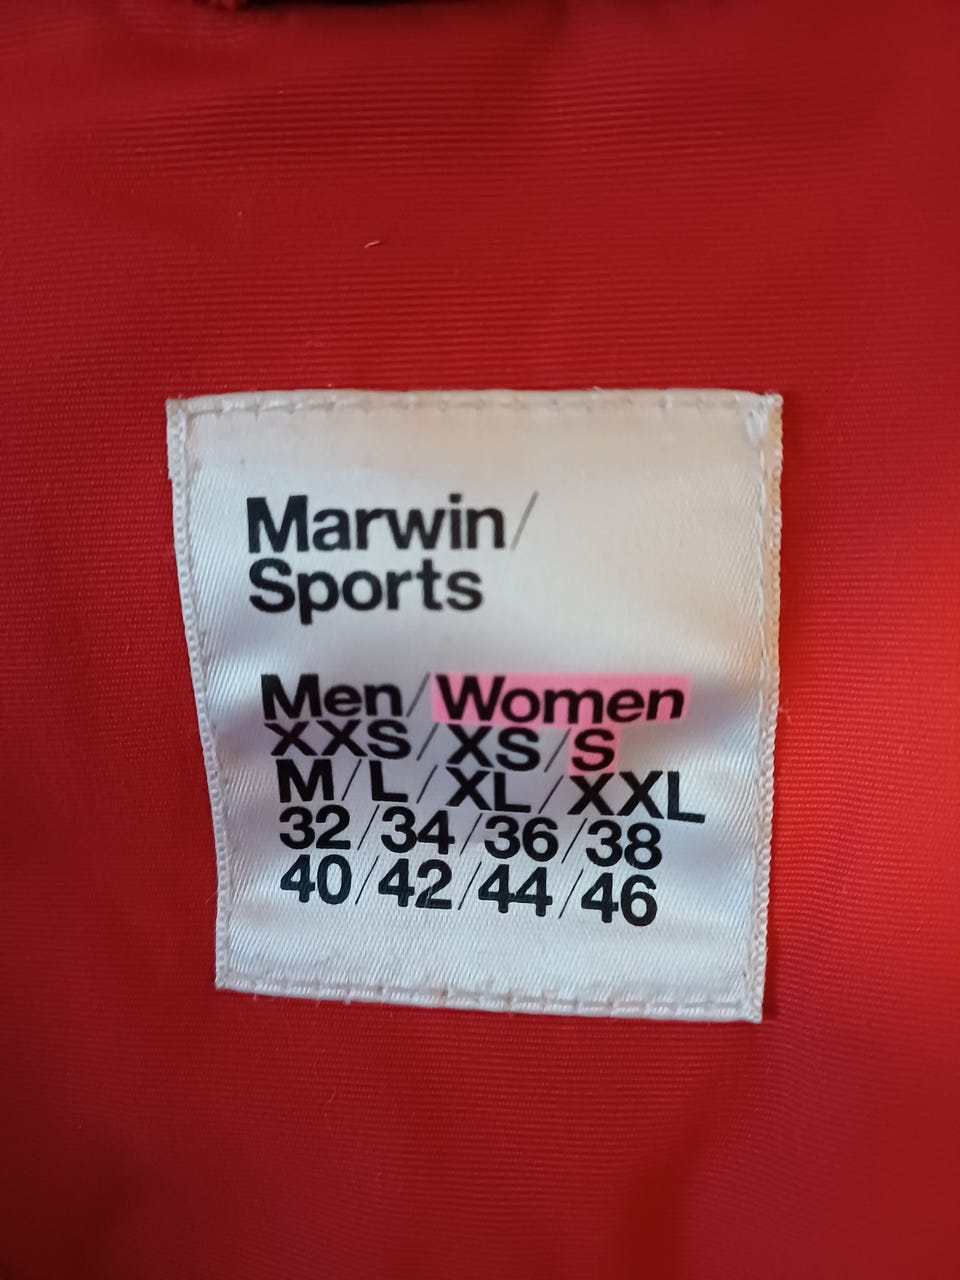 Marwin/
Sports
Men/Women
XXS/XS/S
M/L/XL/XXL
32/34/36/38
40/42/44/46